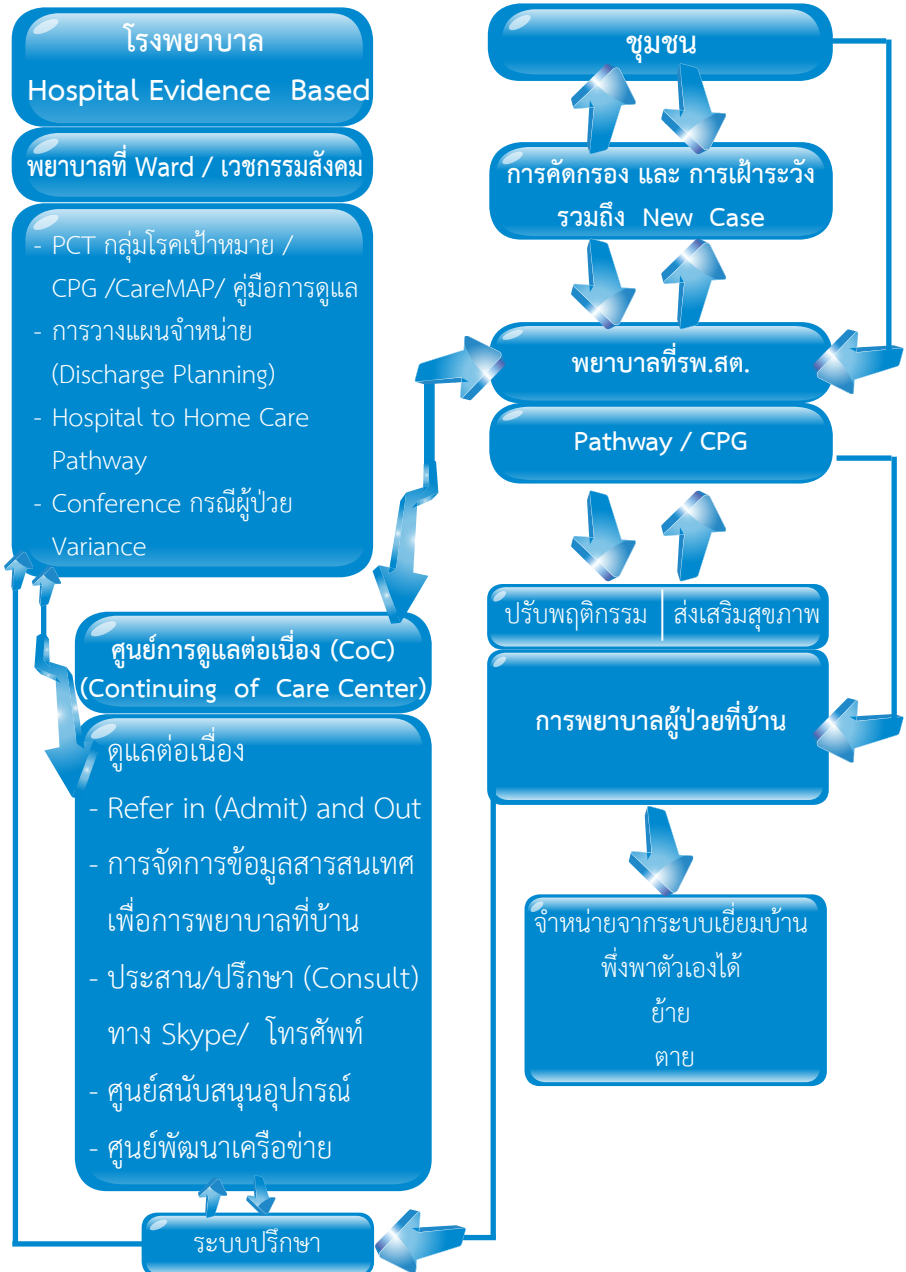 โรงพยาบาล
Hospital Evidence Based
พยาบาลที่ Ward / เวชกรรมสังคม
- PCT กลุ่มโรคเป้าหมาย /
CPG /CareMAP/ คู่มือการดูแล
- การวางแผนจำหน่าย
(Discharge Planning)
- Hospital to Home Care
Pathway
- Conference กรณีผู้ป่วย
Variance
ศูนย์การดูแลต่อเนื่อง (CoC)
(Continuing of Care Center)
ดูแลต่อเนื่อง
- Refer in (Admit) and Out
- การจัดการข้อมูลสารสนเทศ
เพื่อการพยาบาลที่บ้าน
- ประสาน/ปรึกษา (Consult)
ทาง Skype/ โทรศัพท์
- ศูนย์สนับสนุนอุปกรณ์
- ศูนย์พัฒนาเครือข่าย
ระบบปรึกษา
ชุมชน
การคัดกรอง และ การเฝ้าระวัง
รวมถึง New Case
พยาบาลที่รพ.สต.
Pathway / CPG
ปรับพฤติกรรม
ส่งเสริมสุขภาพ
การพยาบาลผู้ป่วยที่บ้าน
จำหน่ายจากระบบเยี่ยมบ้าน
พึ่งพาตัวเองได้
ย้าย
ตาย